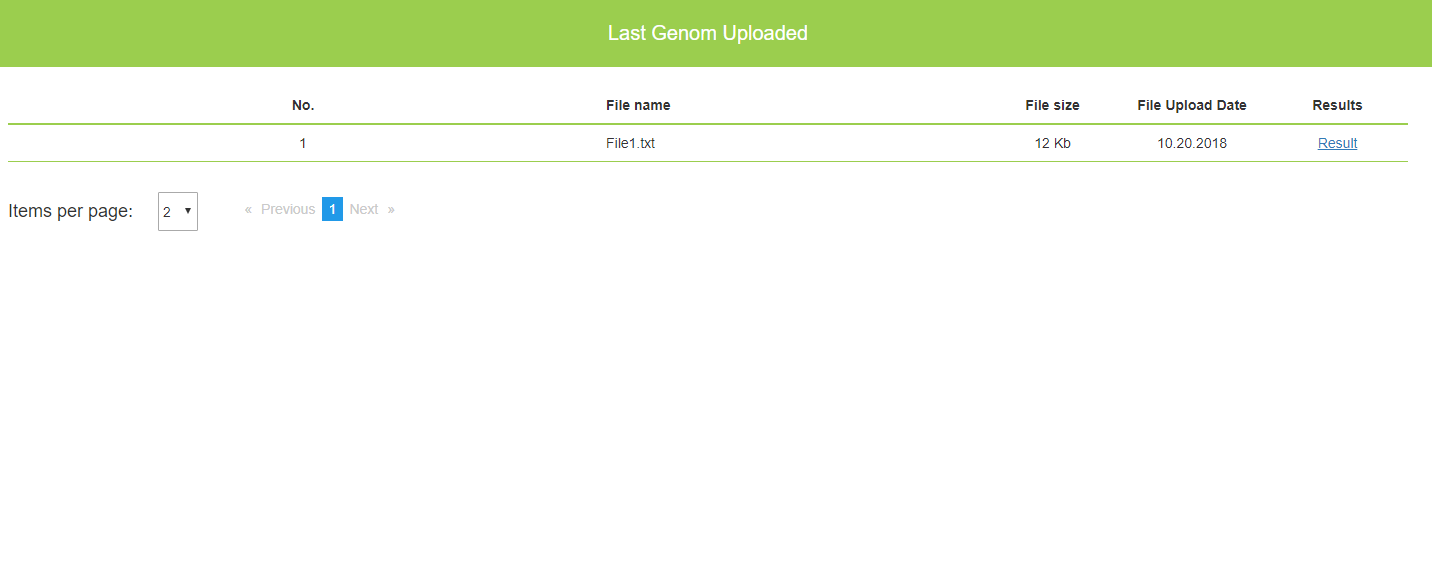 Last Genom Uploaded
No. File name File size File Upload Date Results
1 File1.txt 12 Kb 10.20.2018 Result
Items per page: 2 « Previous 1 Next »